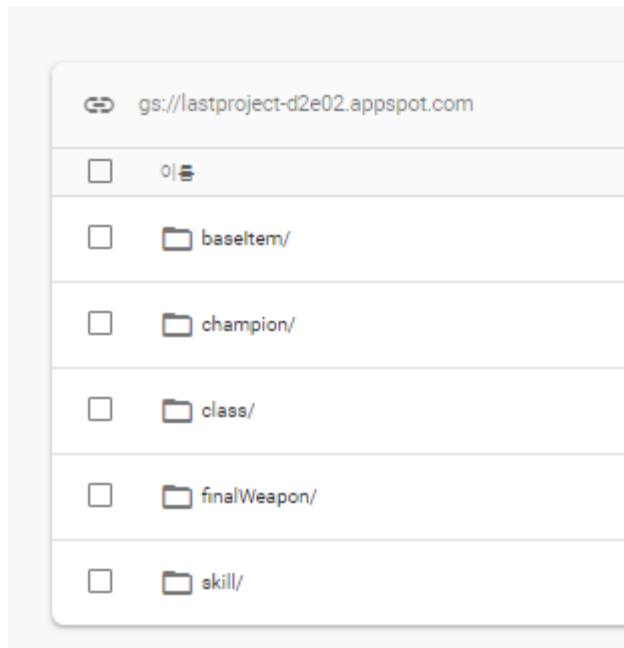 gs://lastproject-d2e02.appspot.com
이름
baseItem/
champion/
class/
finalWeapon/
skill/